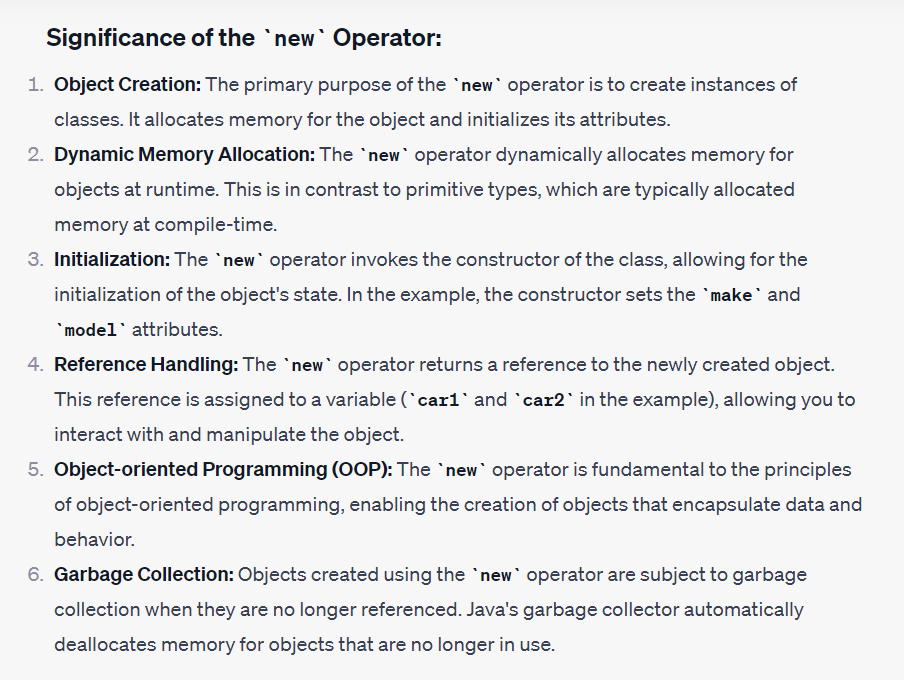 Significance of the `new` Operator:
1. Object Creation: The primary purpose of the `new` operator is to create instances of
classes. It allocates memory for the object and initializes its attributes.
2. Dynamic Memory Allocation: The `new` operator dynamically allocates memory for
objects at runtime. This is in contrast to primitive types, which are typically allocated
memory at compile-time.
3. Initialization: The `new` operator invokes the constructor of the class, allowing for the
initialization of the object's state. In the example, the constructor sets the `make` and
`model` attributes.
4. Reference Handling: The `new` operator returns a reference to the newly created object.
This reference is assigned to a variable (`car1` and `car2` in the example), allowing you to
interact with and manipulate the object.
5. Object-oriented Programming (OOP): The `new` operator is fundamental to the principles
of object-oriented programming, enabling the creation of objects that encapsulate data and
behavior.
6. Garbage Collection: Objects created using the `new` operator are subject to garbage
collection when they are no longer referenced. Java's garbage collector automatically
deallocates memory for objects that are no longer in use.